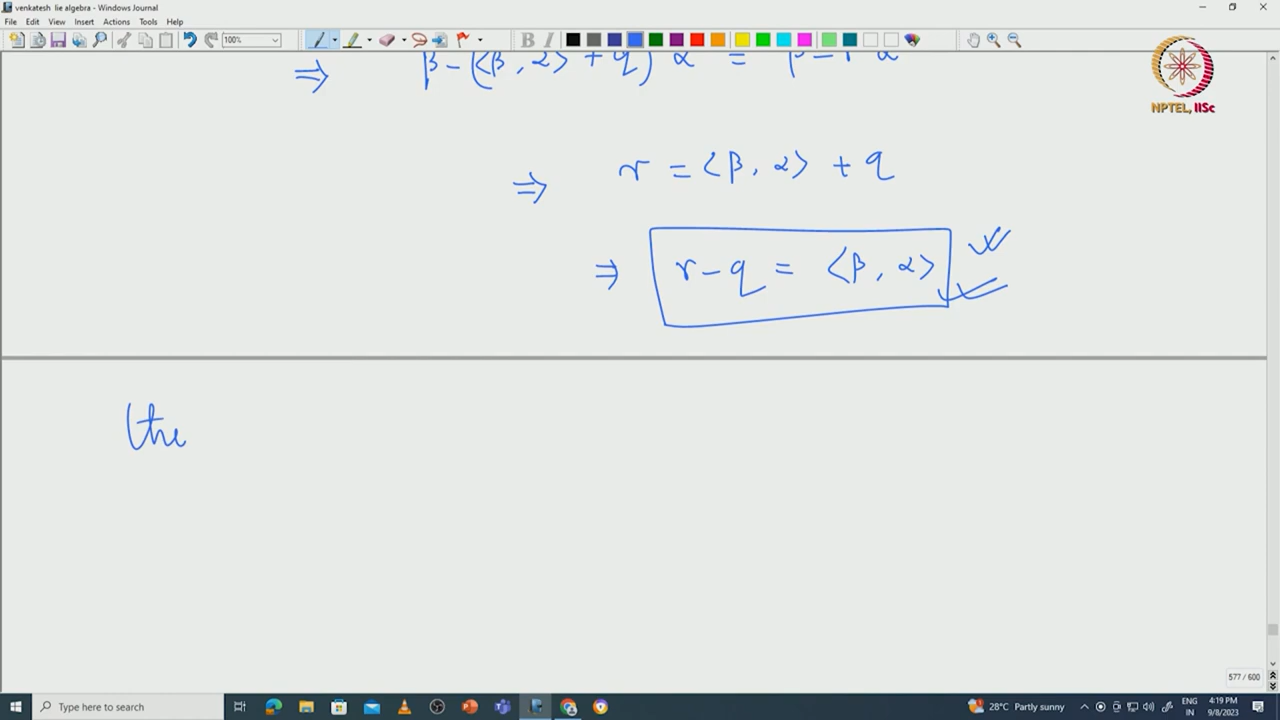 venkatesh lie algebra - Windows Journal
File Edit View Insert Actions Tools Help
100%
B I
NPTEL, IISc
⇒ β - (⟨β, α⟩ + q) α = β - r α
⇒ r = ⟨β, α⟩ + q
⇒ r - q = ⟨β, α⟩
the
577 / 600
Type here to search
28°C Partly sunny
ENG
IN
4:19 PM
9/8/2023